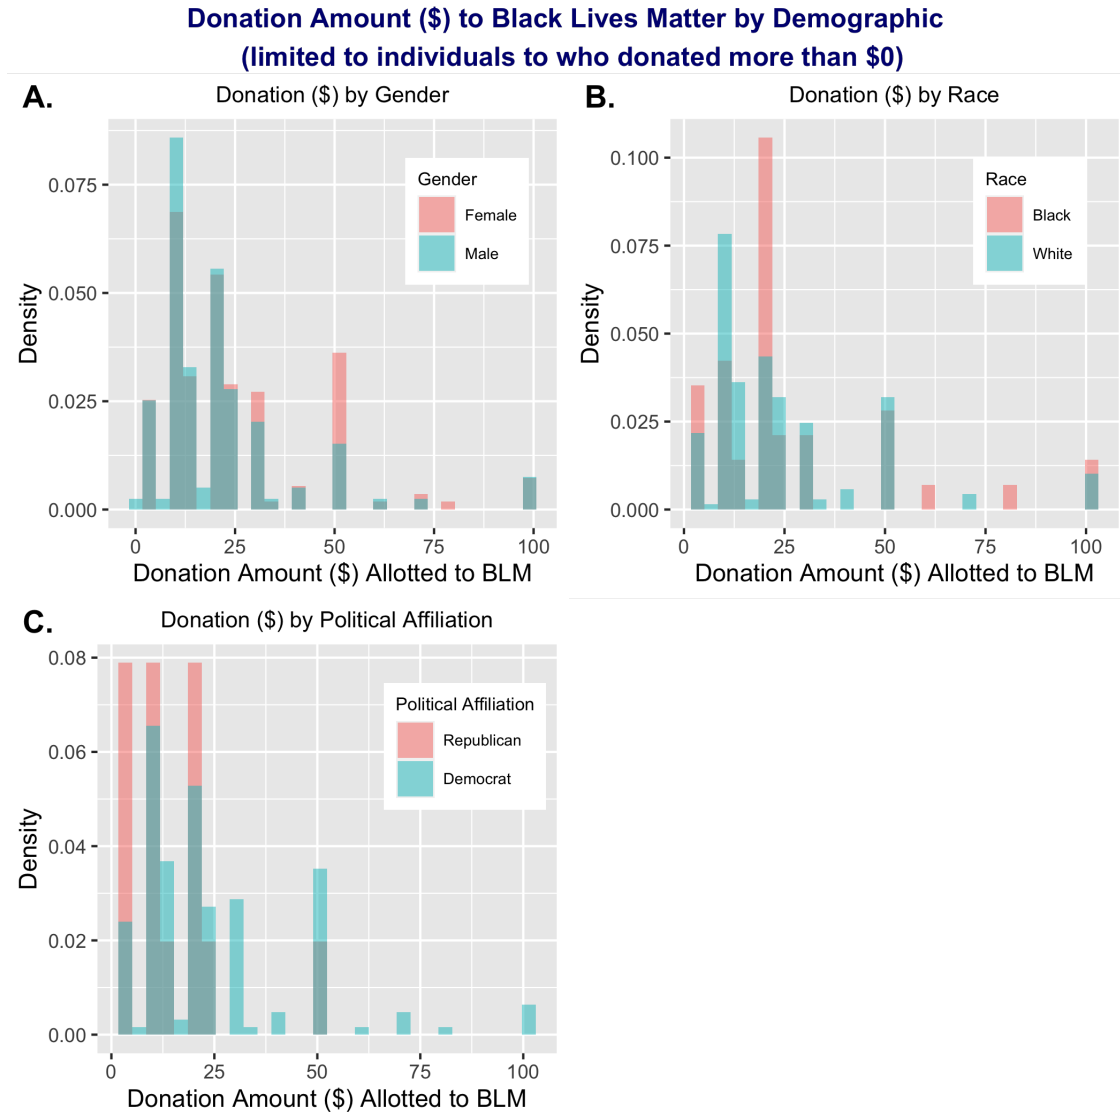 Donation Amount ($) to Black Lives Matter by Demographic
(limited to individuals to who donated more than $0)
A.
Donation ($) by Gender
Density
0.075
0.050
0.025
0.000
Gender
Female
Male
0 25 50 75 100
Donation Amount ($) Allotted to BLM
B.
Donation ($) by Race
Density
0.100
0.075
0.050
0.025
0.000
Race
Black
White
0 25 50 75 100
Donation Amount ($) Allotted to BLM
C.
Donation ($) by Political Affiliation
Density
0.08
0.06
0.04
0.02
0.00
Political Affiliation
Republican
Democrat
0 25 50 75 100
Donation Amount ($) Allotted to BLM